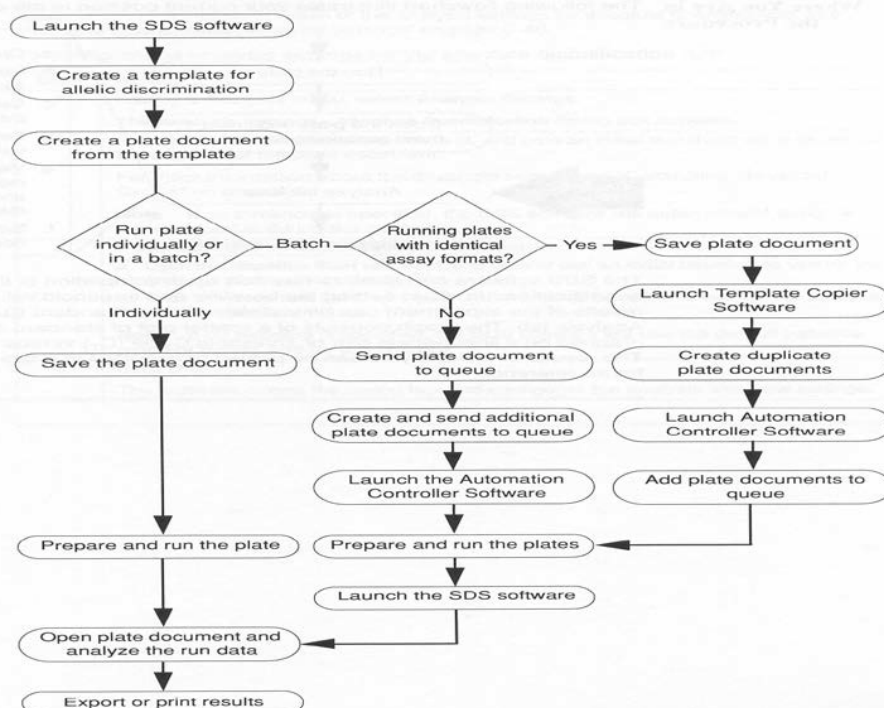 Launch the SDS software
Create a template for
allelic discrimination
Create a plate document
from the template
Run plate
individually or
in a batch?
Batch
Running plates
with identical
assay formats?
Yes
Save plate document
Individually
No
Launch Template Copier
Software
Save the plate document
Send plate document
to queue
Create duplicate
plate documents
Create and send additional
plate documents to queue
Launch Automation
Controller Software
Launch the Automation
Controller Software
Add plate documents to
queue
Prepare and run the plate
Prepare and run the plates
Launch the SDS software
Open plate document and
analyze the run data
Export or print results